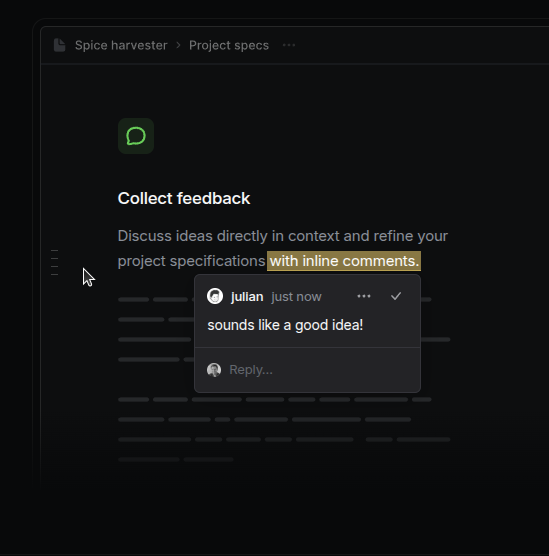 Spice harvester › Project specs ···
Collect feedback
Discuss ideas directly in context and refine your
project specifications with inline comments.
julian just now
sounds like a good idea!
Reply...